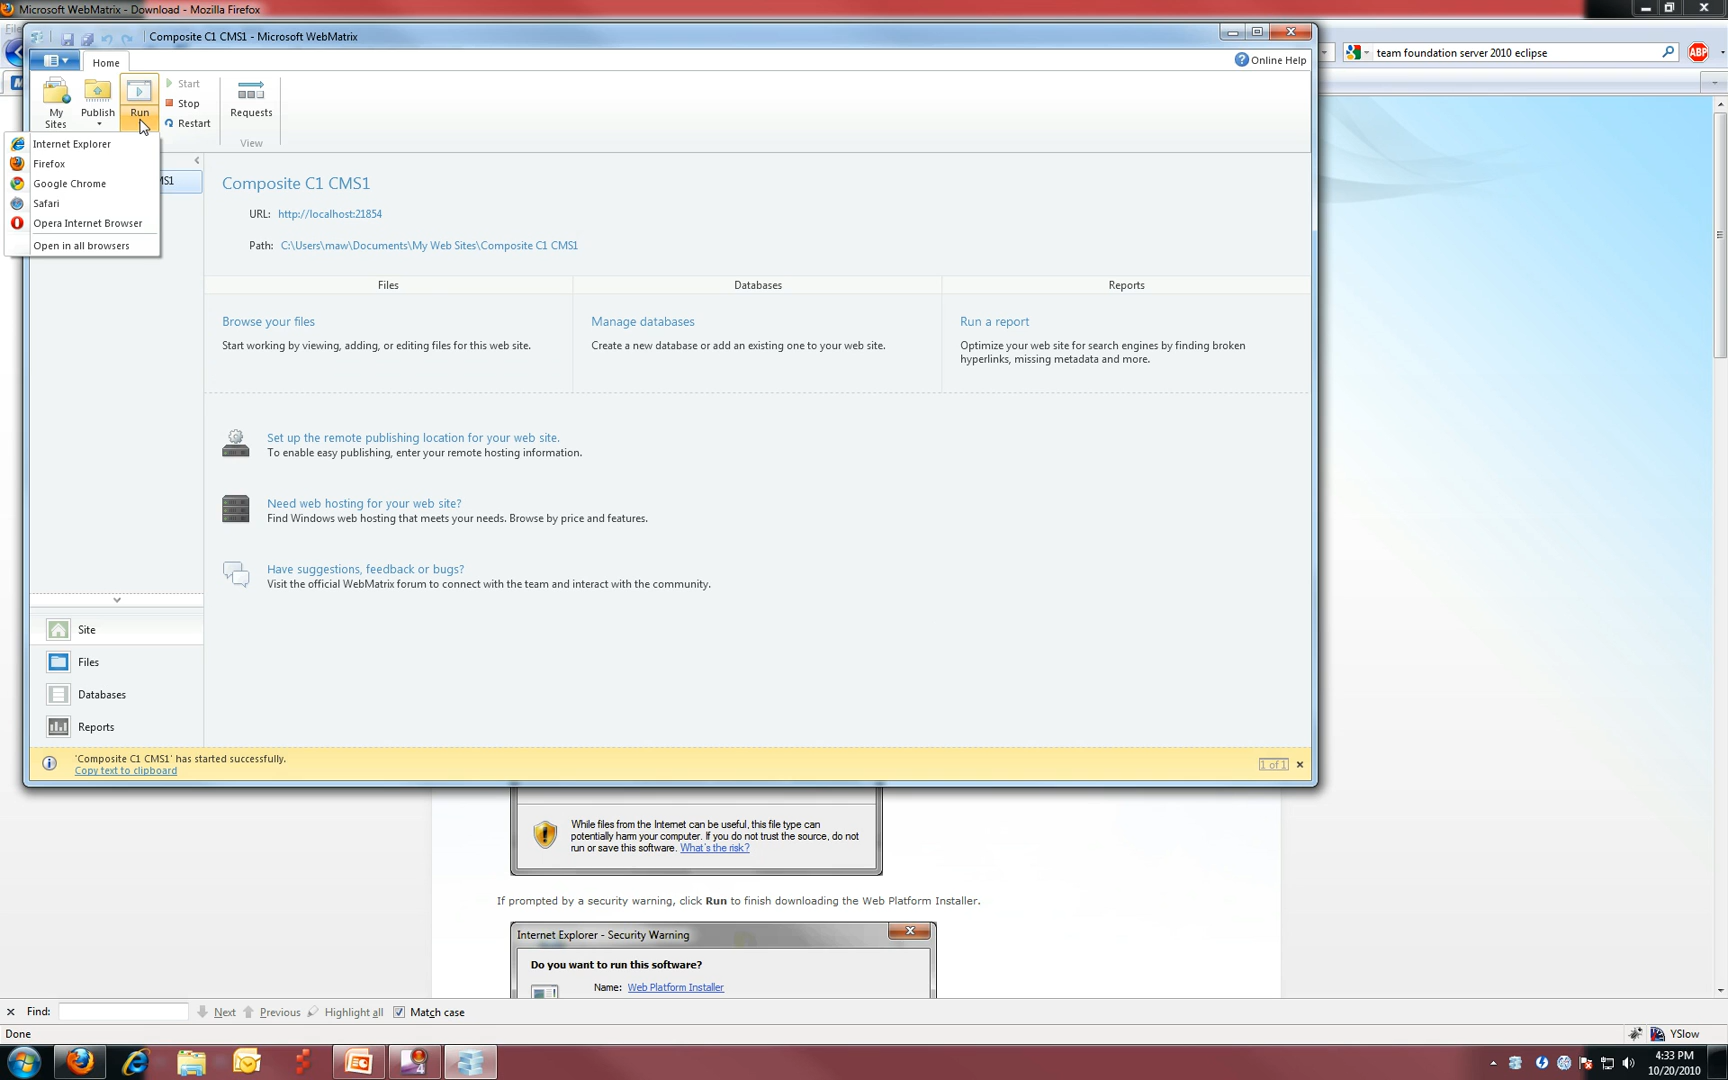 Microsoft WebMatrix - Download - Mozilla Firefox
Composite C1 CMS1 - Microsoft WebMatrix
team foundation server 2010 eclipse
ABP
Home
Online Help
My Sites
Publish
Run
Start
Stop
Restart
Requests
View
Internet Explorer
Firefox
Google Chrome
Safari
Opera Internet Browser
Open in all browsers
MS1
Composite C1 CMS1
URL: http://localhost:21854
Path: C:\Users\maw\Documents\My Web Sites\Composite C1 CMS1
Files
Databases
Reports
Browse your files
Manage databases
Run a report
Start working by viewing, adding, or editing files for this web site.
Create a new database or add an existing one to your web site.
Optimize your web site for search engines by finding broken
hyperlinks, missing metadata and more.
Set up the remote publishing location for your web site.
To enable easy publishing, enter your remote hosting information.
Need web hosting for your web site?
Find Windows web hosting that meets your needs. Browse by price and features.
Have suggestions, feedback or bugs?
Visit the official WebMatrix forum to connect with the team and interact with the community.
Site
Files
Databases
Reports
'Composite C1 CMS1' has started successfully.
Copy text to clipboard
1 of 1
While files from the Internet can be useful, this file type can
potentially harm your computer. If you do not trust the source, do not
run or save this software. What's the risk?
If prompted by a security warning, click Run to finish downloading the Web Platform Installer.
Internet Explorer - Security Warning
Do you want to run this software?
Name: Web Platform Installer
Find:
Next
Previous
Highlight all
Match case
Done
YSlow
4:33 PM
10/20/2010